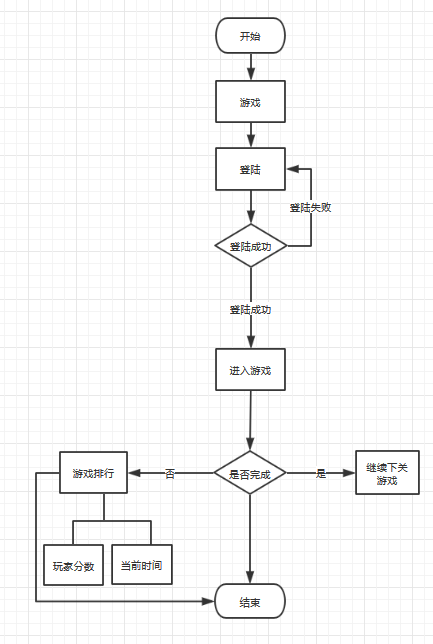 开始
游戏
登陆
登陆失败
登陆成功
登陆成功
进入游戏
游戏排行
否
是否完成
是
继续下关
游戏
玩家分数
当前时间
结束